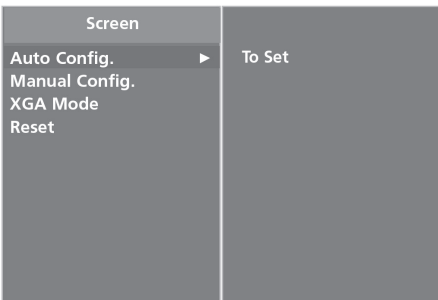 Screen
Auto Config. ► To Set
Manual Config.
XGA Mode
Reset